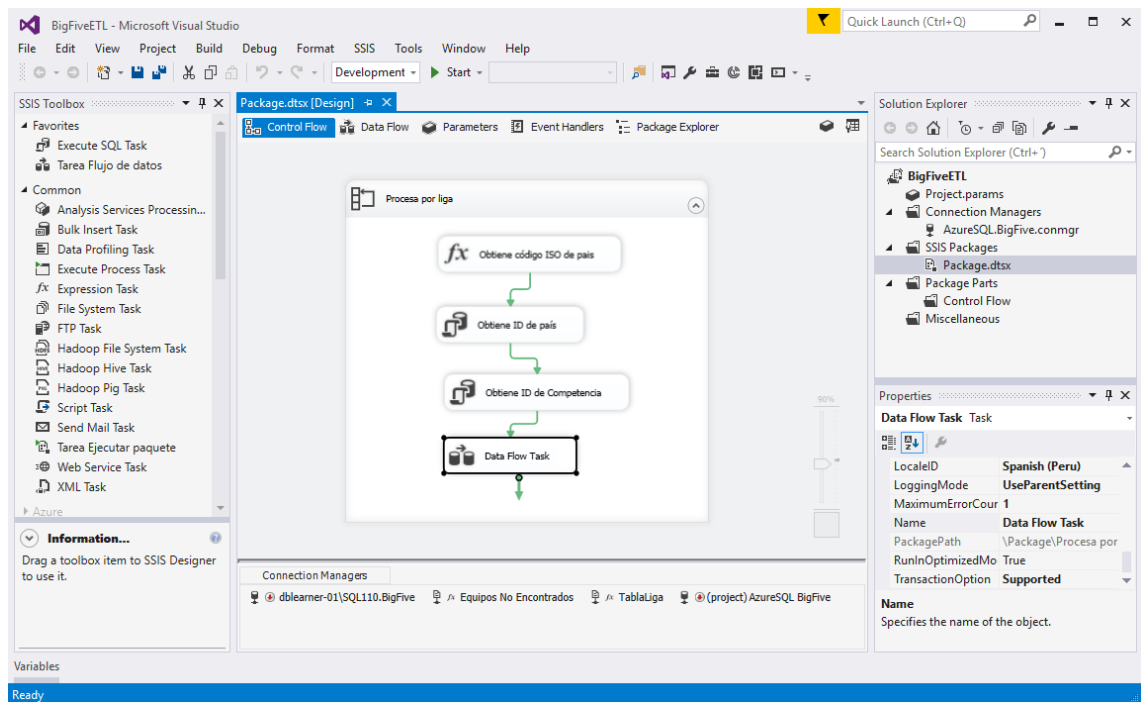 BigFiveETL - Microsoft Visual Studio
Quick Launch (Ctrl+Q)
File Edit View Project Build Debug Format SSIS Tools Window Help
Development Start
SSIS Toolbox
Favorites
Execute SQL Task
Tarea Flujo de datos
Common
Analysis Services Processin...
Bulk Insert Task
Data Profiling Task
Execute Process Task
Expression Task
File System Task
FTP Task
Hadoop File System Task
Hadoop Hive Task
Hadoop Pig Task
Script Task
Send Mail Task
Tarea Ejecutar paquete
Web Service Task
XML Task
Azure
Information...
Drag a toolbox item to SSIS Designer
to use it.
Package.dtsx [Design]
Control Flow Data Flow Parameters Event Handlers Package Explorer
Procesa por liga
fx Obtiene código ISO de pais
Obtiene ID de país
Obtiene ID de Competencia
Data Flow Task
90%
Connection Managers
dblearner-01\SQL110.BigFive Equipos No Encontrados TablaLiga (project) AzureSQL BigFive
Solution Explorer
Search Solution Explorer (Ctrl+´)
BigFiveETL
Project.params
Connection Managers
AzureSQL.BigFive.conmgr
SSIS Packages
Package.dtsx
Package Parts
Control Flow
Miscellaneous
Properties
Data Flow Task Task
LocaleID Spanish (Peru)
LoggingMode UseParentSetting
MaximumErrorCour 1
Name Data Flow Task
PackagePath \Package\Procesa por
RunInOptimizedMo True
TransactionOption Supported
Name
Specifies the name of the object.
Variables
Ready